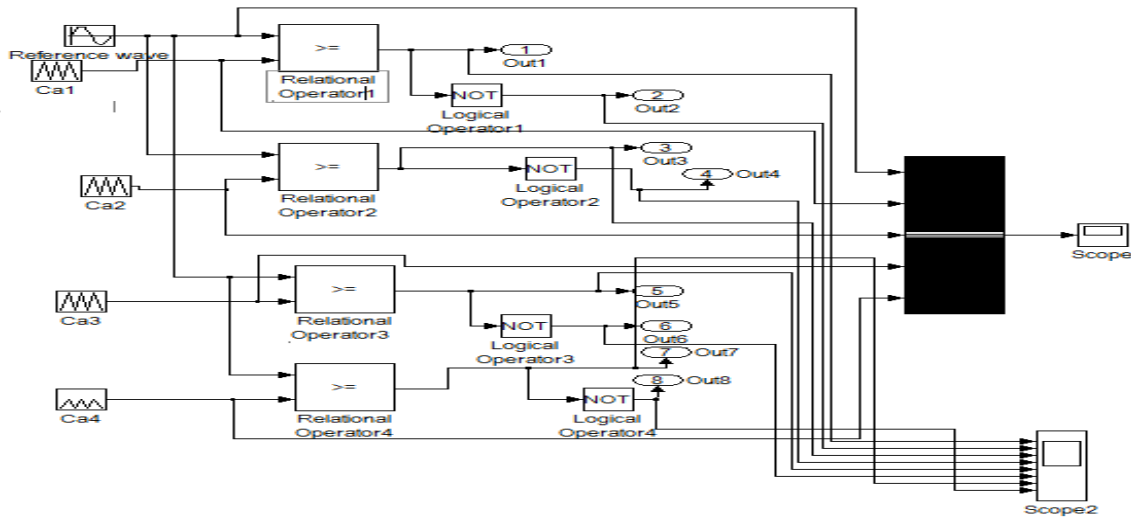 Reference wave
>=
1
Out1
Ca1
Relational
Operator1
NOT
2
Out2
Logical
Operator1
>=
3
Out3
NOT
4
Out4
Ca2
Relational
Operator2
Logical
Operator2
Scope
>=
5
Out5
Ca3
Relational
Operator3
NOT
6
Out6
Logical
Operator3
7
Out7
>=
8
Out8
NOT
Ca4
Relational
Operator4
Logical
Operator4
Scope2